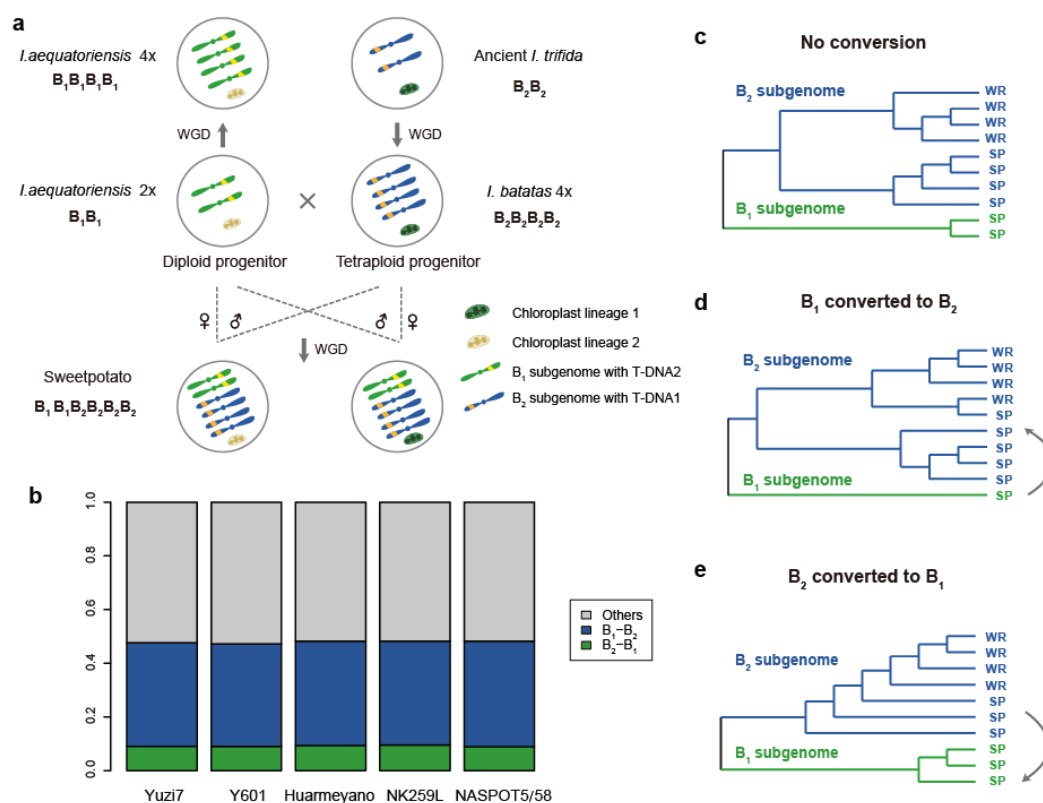 a
I.aequatoriensis 4x
B₁B₁B₁B₁
Ancient I. trifida
B₂B₂
WGD
WGD
I.aequatoriensis 2x
B₁B₁
×
I. batatas 4x
B₂B₂B₂B₂
Diploid progenitor
Tetraploid progenitor
♀ ♂
♂ ♀
WGD
Sweetpotato
B₁ B₁B₂B₂B₂B₂
Chloroplast lineage 1
Chloroplast lineage 2
B₁ subgenome with T-DNA2
B₂ subgenome with T-DNA1
b
1.0
0.8
0.6
0.4
0.2
0.0
Yuzi7
Y601
Huarmeyano
NK259L
NASPOT5/58
Others
B₁−B₂
B₂−B₁
c
No conversion
B₂ subgenome
B₁ subgenome
WR
WR
WR
WR
SP
SP
SP
SP
SP
SP
d
B₁ converted to B₂
B₂ subgenome
B₁ subgenome
WR
WR
WR
WR
SP
SP
SP
SP
SP
SP
e
B₂ converted to B₁
B₂ subgenome
B₁ subgenome
WR
WR
WR
WR
SP
SP
SP
SP
SP
SP